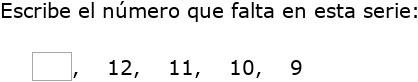 Escribe el número que falta en esta serie:
, 12, 11, 10, 9